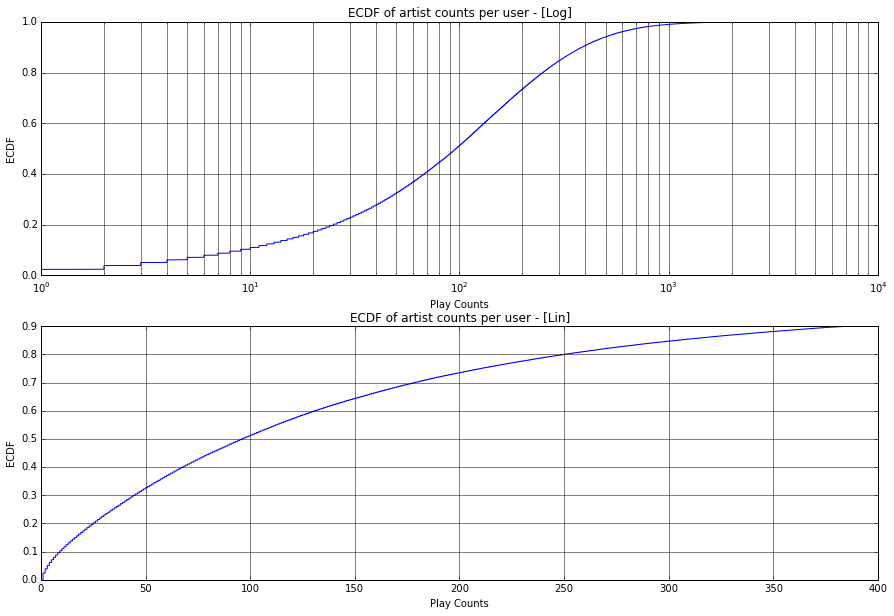 ECDF of artist counts per user - [Log]
1.0
0.8
0.6
0.4
0.2
0.0
ECDF
10^0 10^1 10^2 10^3 10^4
Play Counts
ECDF of artist counts per user - [Lin]
0.9
0.8
0.7
0.6
0.5
0.4
0.3
0.2
0.1
0.0
ECDF
0 50 100 150 200 250 300 350 400
Play Counts